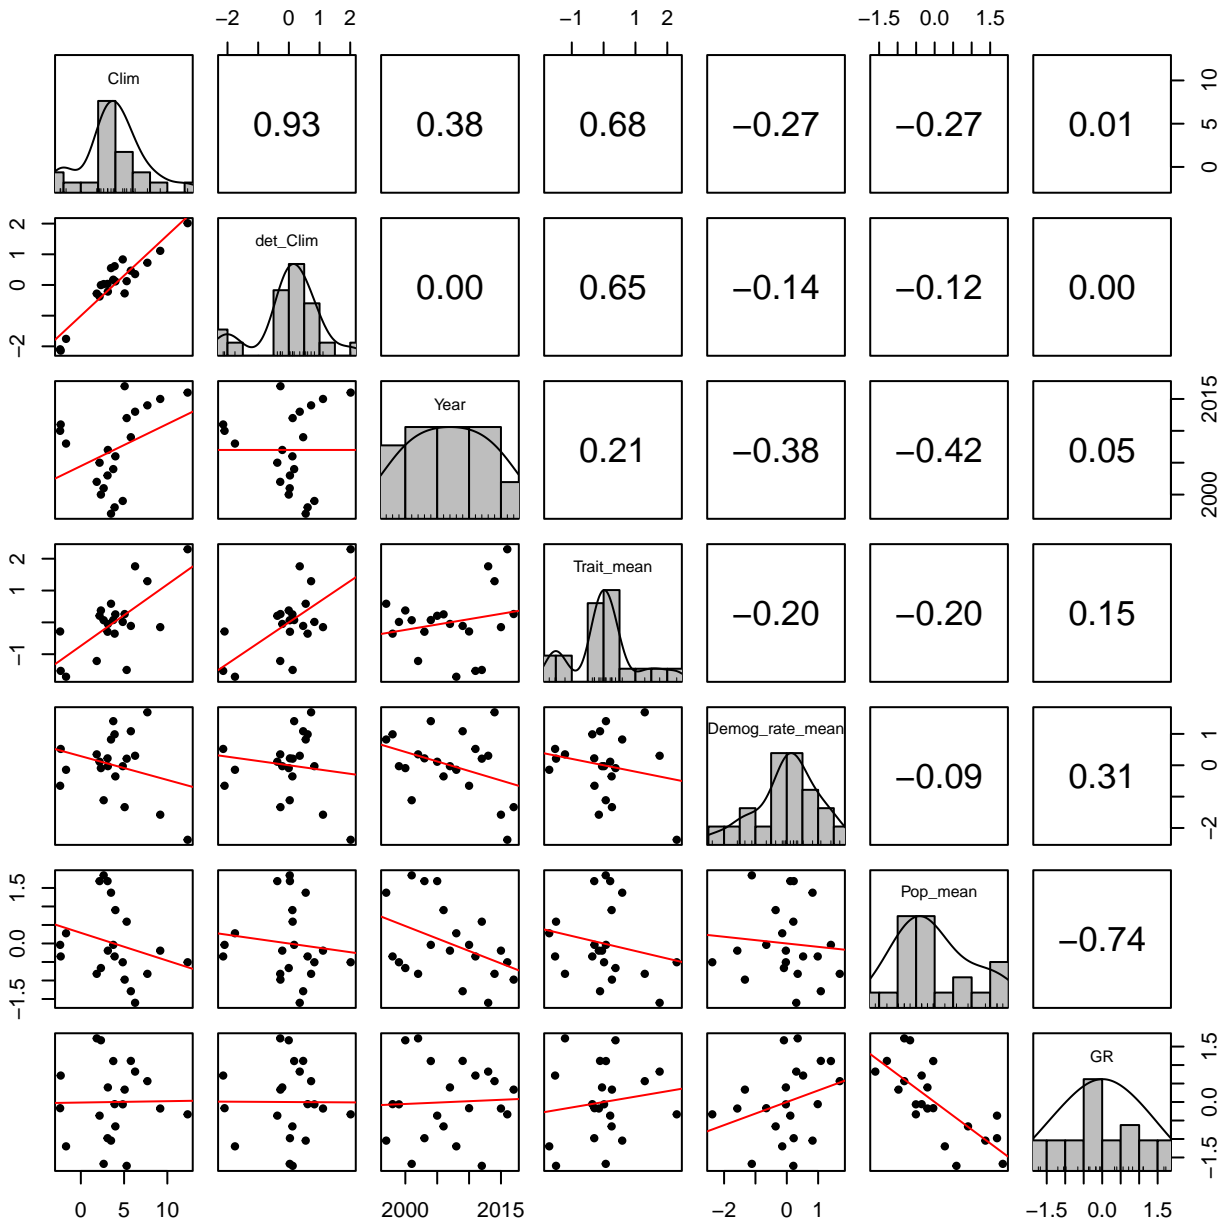 −2 0 1 2 −1 1 2 −1.5 0.0 1.5
Clim 0.93 0.38 0.68 −0.27 −0.27 0.01 0 5 10
−2 0 1 2 det_Clim 0.00 0.65 −0.14 −0.12 0.00
Year 0.21 −0.38 −0.42 0.05 2000 2015
−1 1 2 Trait_mean −0.20 −0.20 0.15
Demog_rate_mean −0.09 0.31 −2 0 1
−1.5 0.0 1.5 Pop_mean −0.74
GR −1.5 0.0 1.5
0 5 10 2000 2015 −2 0 1 −1.5 0.0 1.5